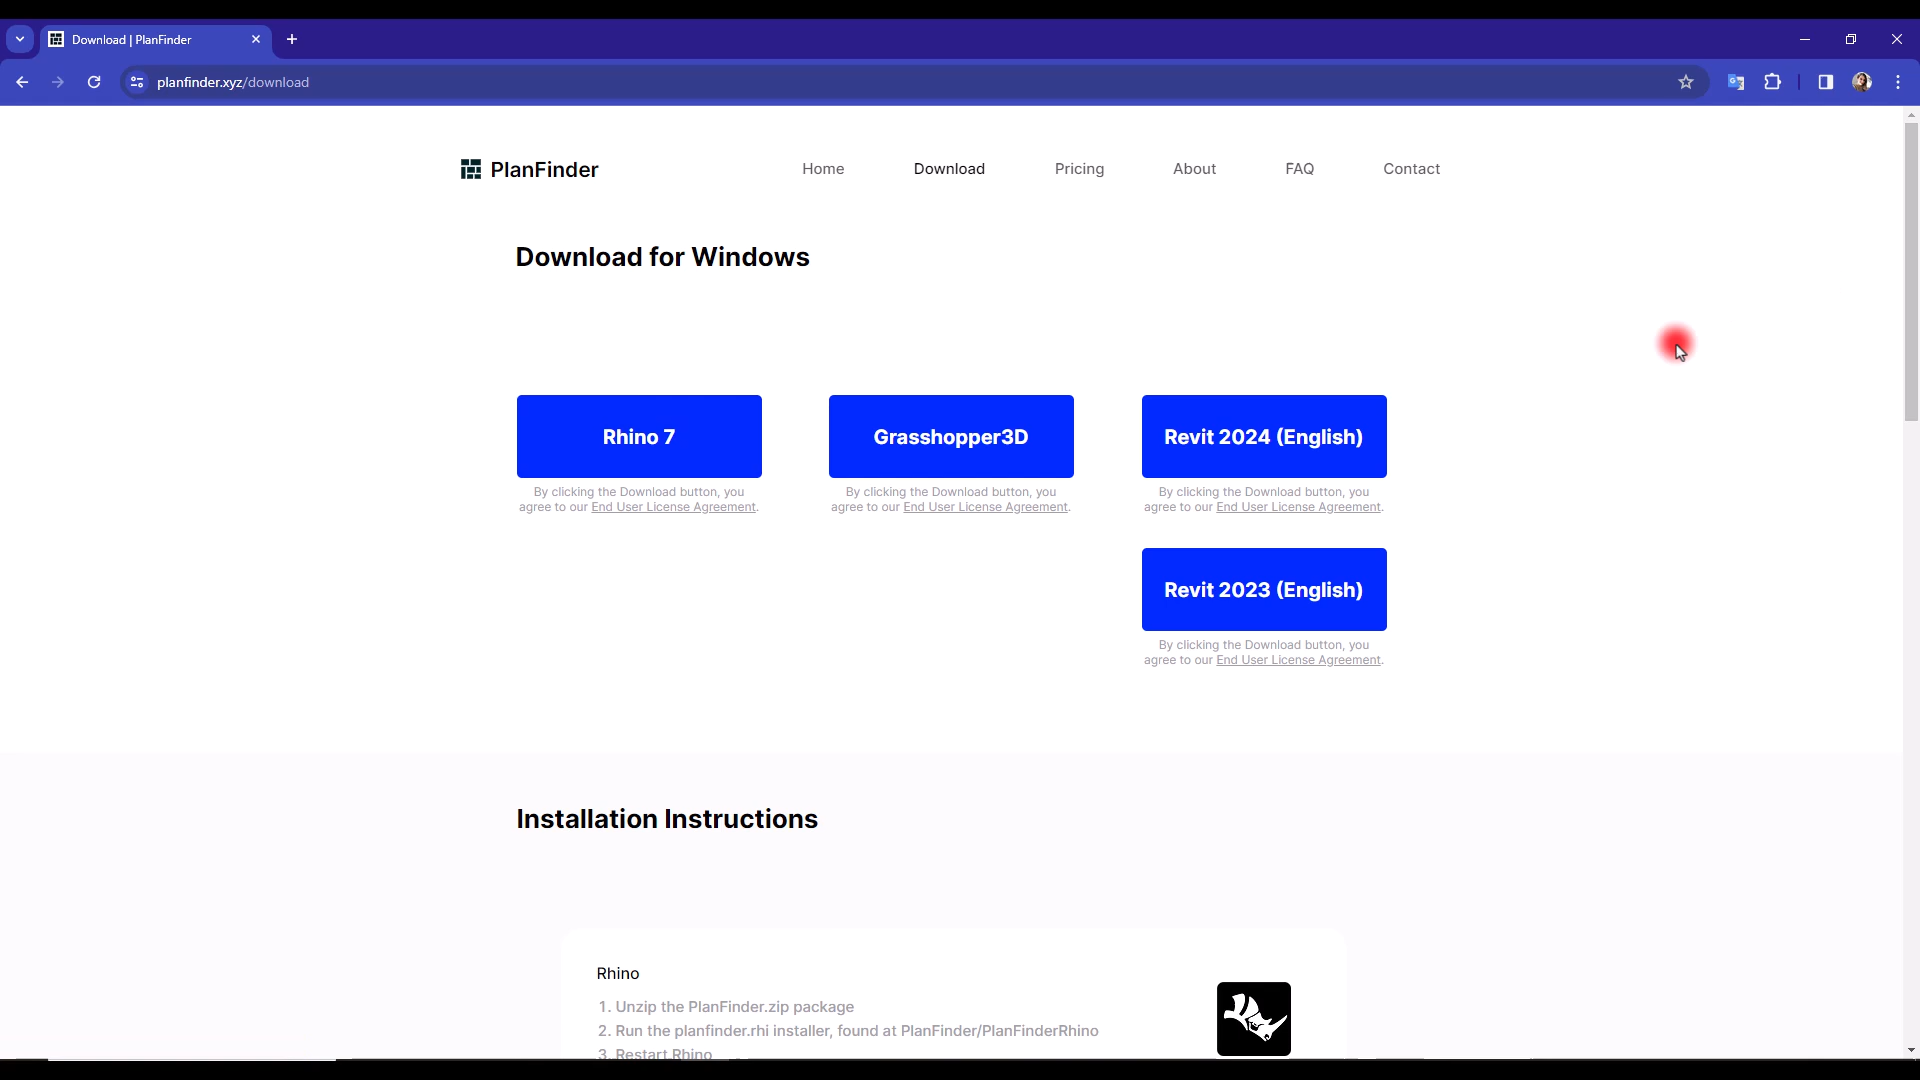 Download | PlanFinder
planfinder.xyz/download
PlanFinder
Home
Download
Pricing
About
FAQ
Contact
Download for Windows
Rhino 7
By clicking the Download button, you
agree to our End User License Agreement.
Grasshopper3D
By clicking the Download button, you
agree to our End User License Agreement.
Revit 2024 (English)
By clicking the Download button, you
agree to our End User License Agreement.
Revit 2023 (English)
By clicking the Download button, you
agree to our End User License Agreement.
Installation Instructions
Rhino
1. Unzip the PlanFinder.zip package
2. Run the planfinder.rhi installer, found at PlanFinder/PlanFinderRhino
3. Restart Rhino